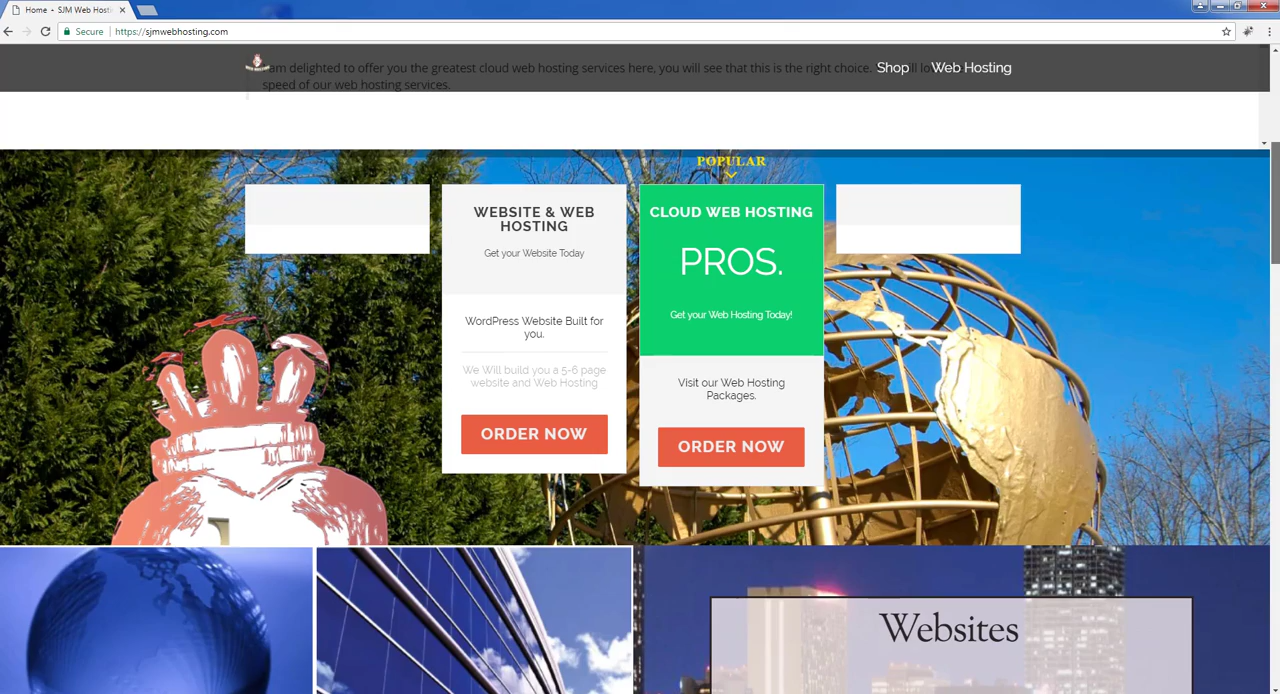 Home - SJM Web Hosti
Secure
https://sjmwebhosting.com
am delighted to offer you the greatest cloud web hosting services here, you will see that this is the right choice.
speed of our web hosting services.
Shop
Web Hosting
POPULAR
WEBSITE & WEB
HOSTING
Get your Website Today
WordPress Website Built for
you.
We Will build you a 5-6 page
website and Web Hosting
ORDER NOW
CLOUD WEB HOSTING
PROS.
Get your Web Hosting Today!
Visit our Web Hosting
Packages.
ORDER NOW
Websites